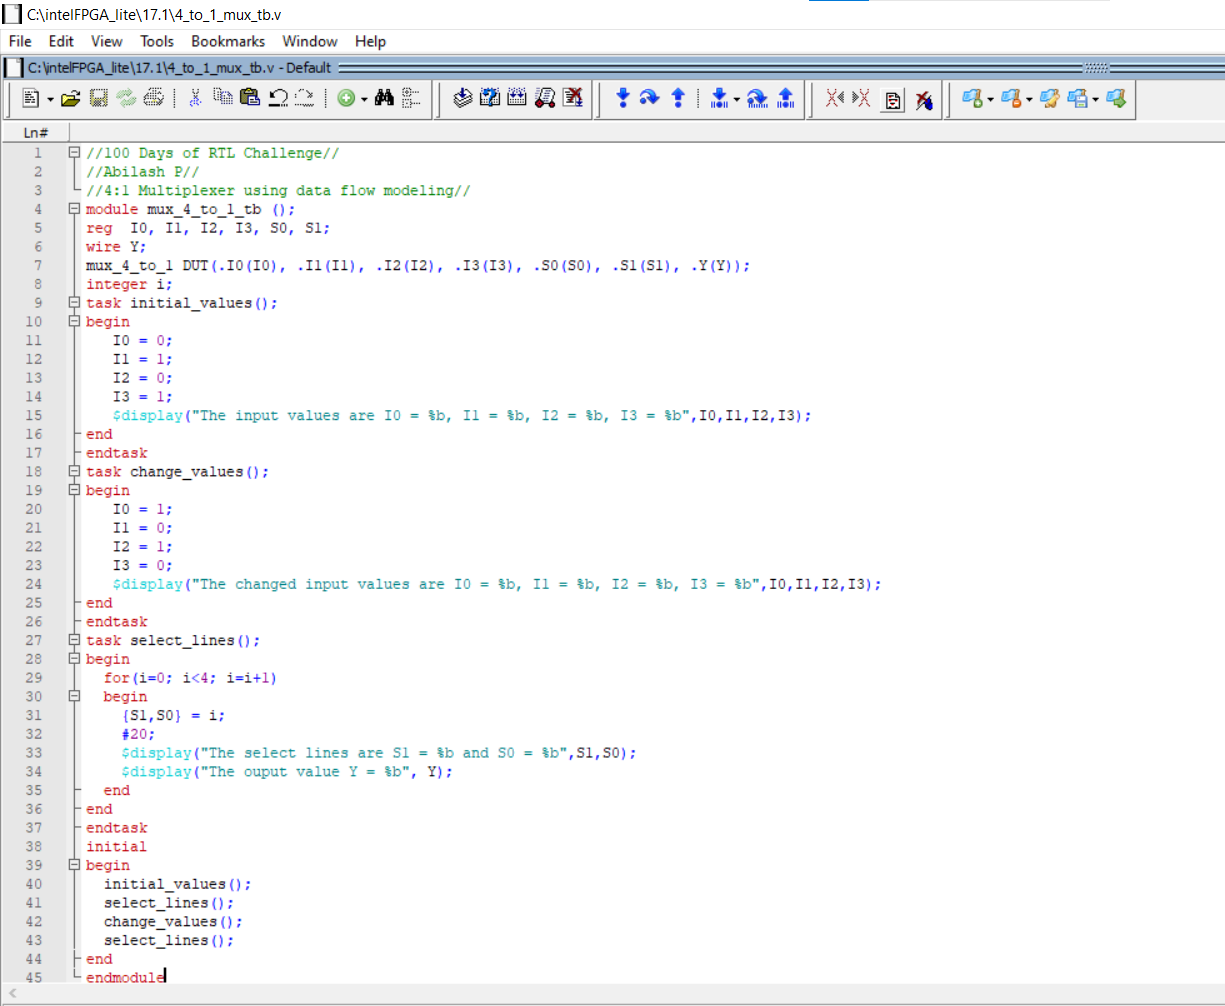 C:\intelFPGA_lite\17.1\4_to_1_mux_tb.v
File Edit View Tools Bookmarks Window Help
C:\intelFPGA_lite\17.1\4_to_1_mux_tb.v - Default
Ln#
1 //100 Days of RTL Challenge//
2 //Abilash P//
3 //4:1 Multiplexer using data flow modeling//
4 module mux_4_to_1_tb ();
5 reg  I0, I1, I2, I3, S0, S1;
6 wire Y;
7 mux_4_to_1 DUT(.I0(I0), .I1(I1), .I2(I2), .I3(I3), .S0(S0), .S1(S1), .Y(Y));
8 integer i;
9 task initial_values();
10 begin
11    I0 = 0;
12    I1 = 1;
13    I2 = 0;
14    I3 = 1;
15    $display("The input values are I0 = %b, I1 = %b, I2 = %b, I3 = %b",I0,I1,I2,I3);
16 end
17 endtask
18 task change_values();
19 begin
20    I0 = 1;
21    I1 = 0;
22    I2 = 1;
23    I3 = 0;
24    $display("The changed input values are I0 = %b, I1 = %b, I2 = %b, I3 = %b",I0,I1,I2,I3);
25 end
26 endtask
27 task select_lines();
28 begin
29   for(i=0; i<4; i=i+1)
30   begin
31     {S1,S0} = i;
32     #20;
33     $display("The select lines are S1 = %b and S0 = %b",S1,S0);
34     $display("The ouput value Y = %b", Y);
35   end
36 end
37 endtask
38 initial
39 begin
40   initial_values();
41   select_lines();
42   change_values();
43   select_lines();
44 end
45 endmodule